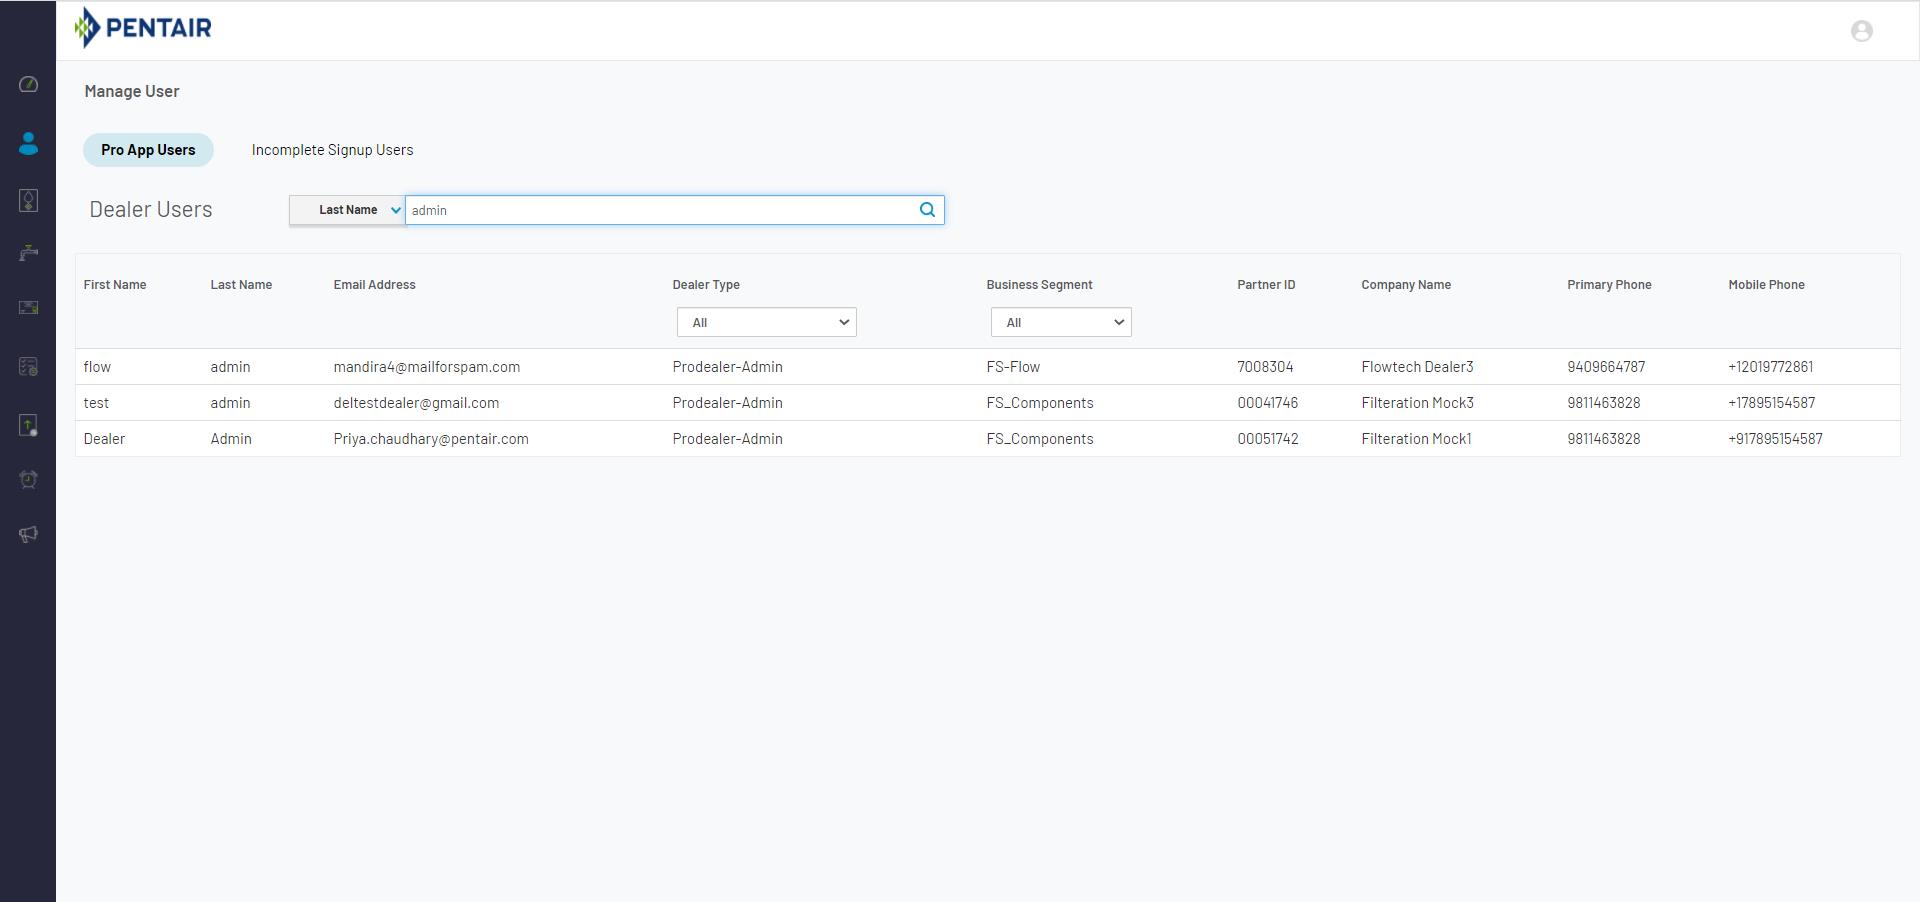 PENTAIR
Manage User
Pro App Users Incomplete Signup Users
Dealer Users Last Name admin
First Name Last Name Email Address Dealer Type Business Segment Partner ID Company Name Primary Phone Mobile Phone
All All
flow admin mandira4@mailforspam.com Prodealer-Admin FS-Flow 7008304 Flowtech Dealer3 9409664787 +12019772861
test admin deltestdealer@gmail.com Prodealer-Admin FS_Components 00041746 Filteration Mock3 9811463828 +17895154587
Dealer Admin Priya.chaudhary@pentair.com Prodealer-Admin FS_Components 00051742 Filteration Mock1 9811463828 +917895154587